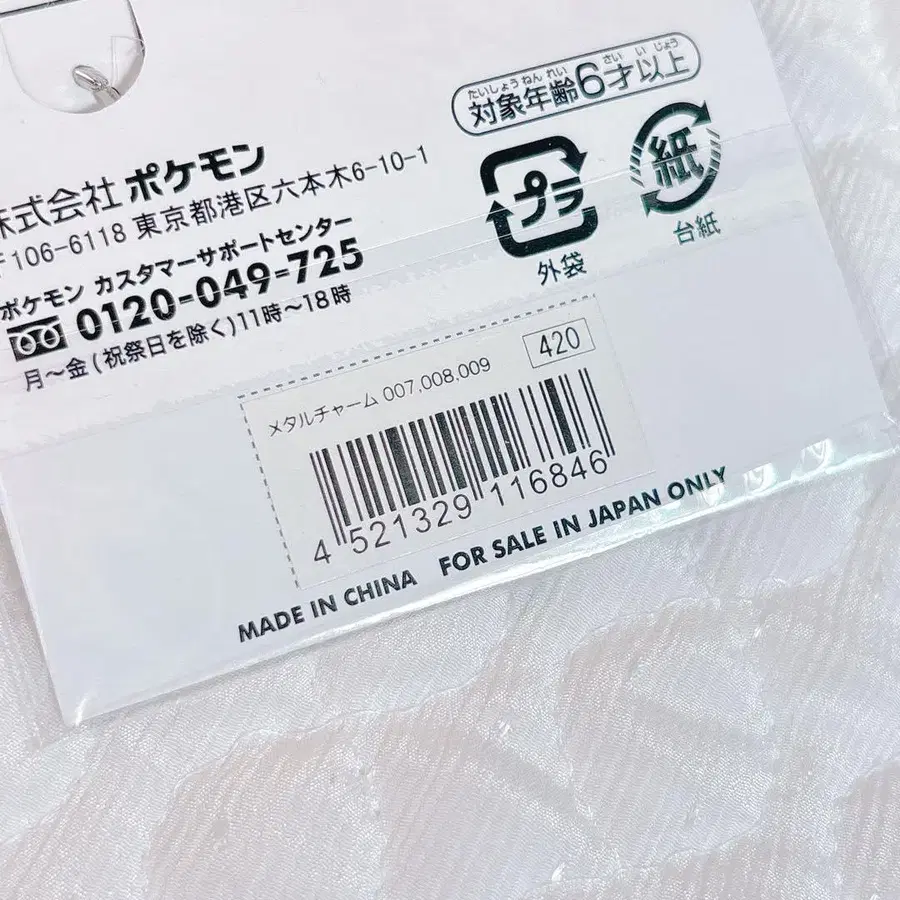 たいしょうねんれい さい い じょう
対象年齢6才以上
株式会社 ポケモン
〒106-6118 東京都港区六本木6-10-1
ポケモン カスタマーサポートセンター
0120-049-725
月〜金(祝祭日を除く)11時〜18時
プラ
外袋
紙
台紙
メタルチャーム 007,008,009
420
4 521329 116846
MADE IN CHINA FOR SALE IN JAPAN ONLY